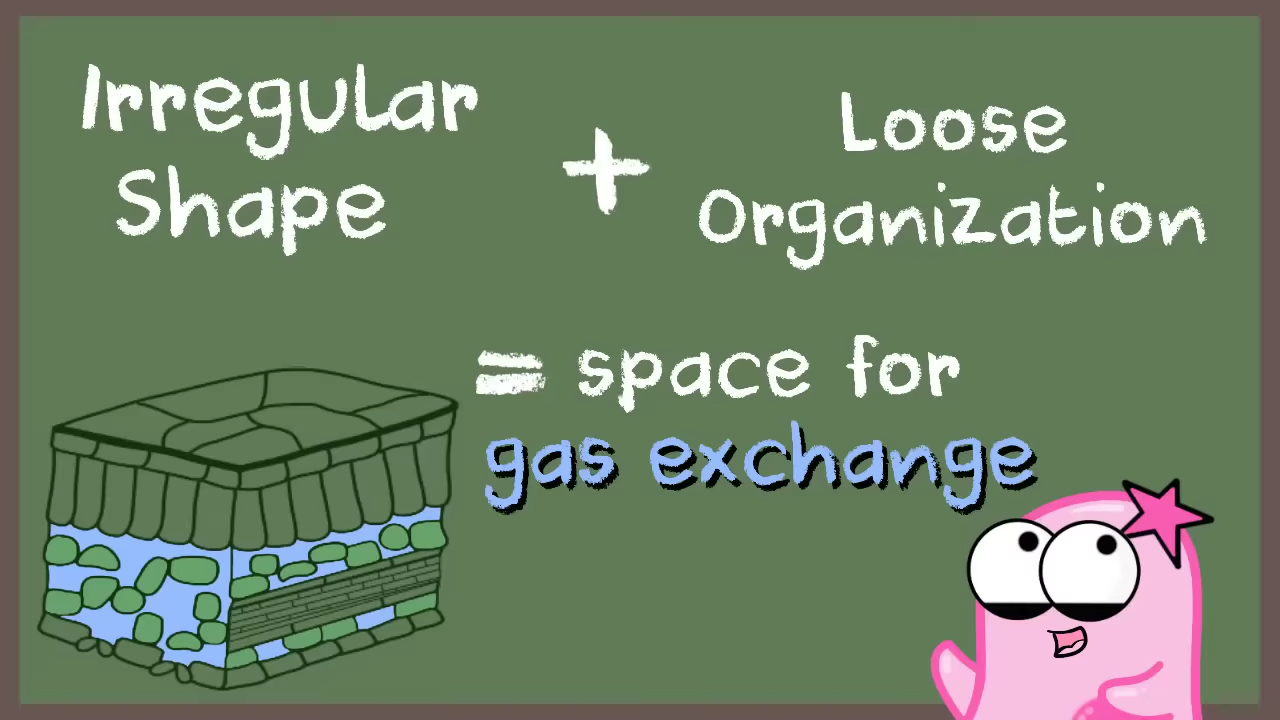 Irregular
Shape
+
Loose
Organization
= space for
gas exchange